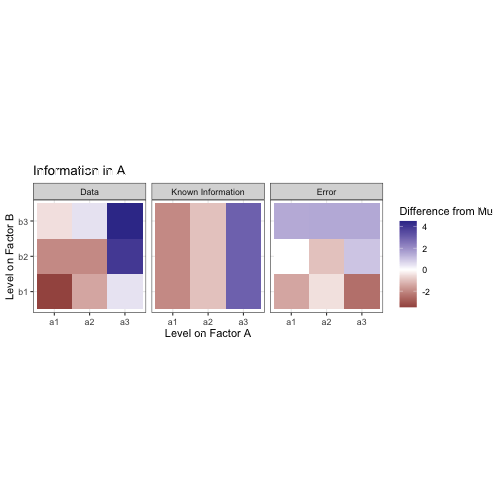 Information in A
Data Known Information Error
Level on Factor B
b3
b2
b1
a1 a2 a3 a1 a2 a3 a1 a2 a3
Level on Factor A
Difference from Mu
4
2
0
-2